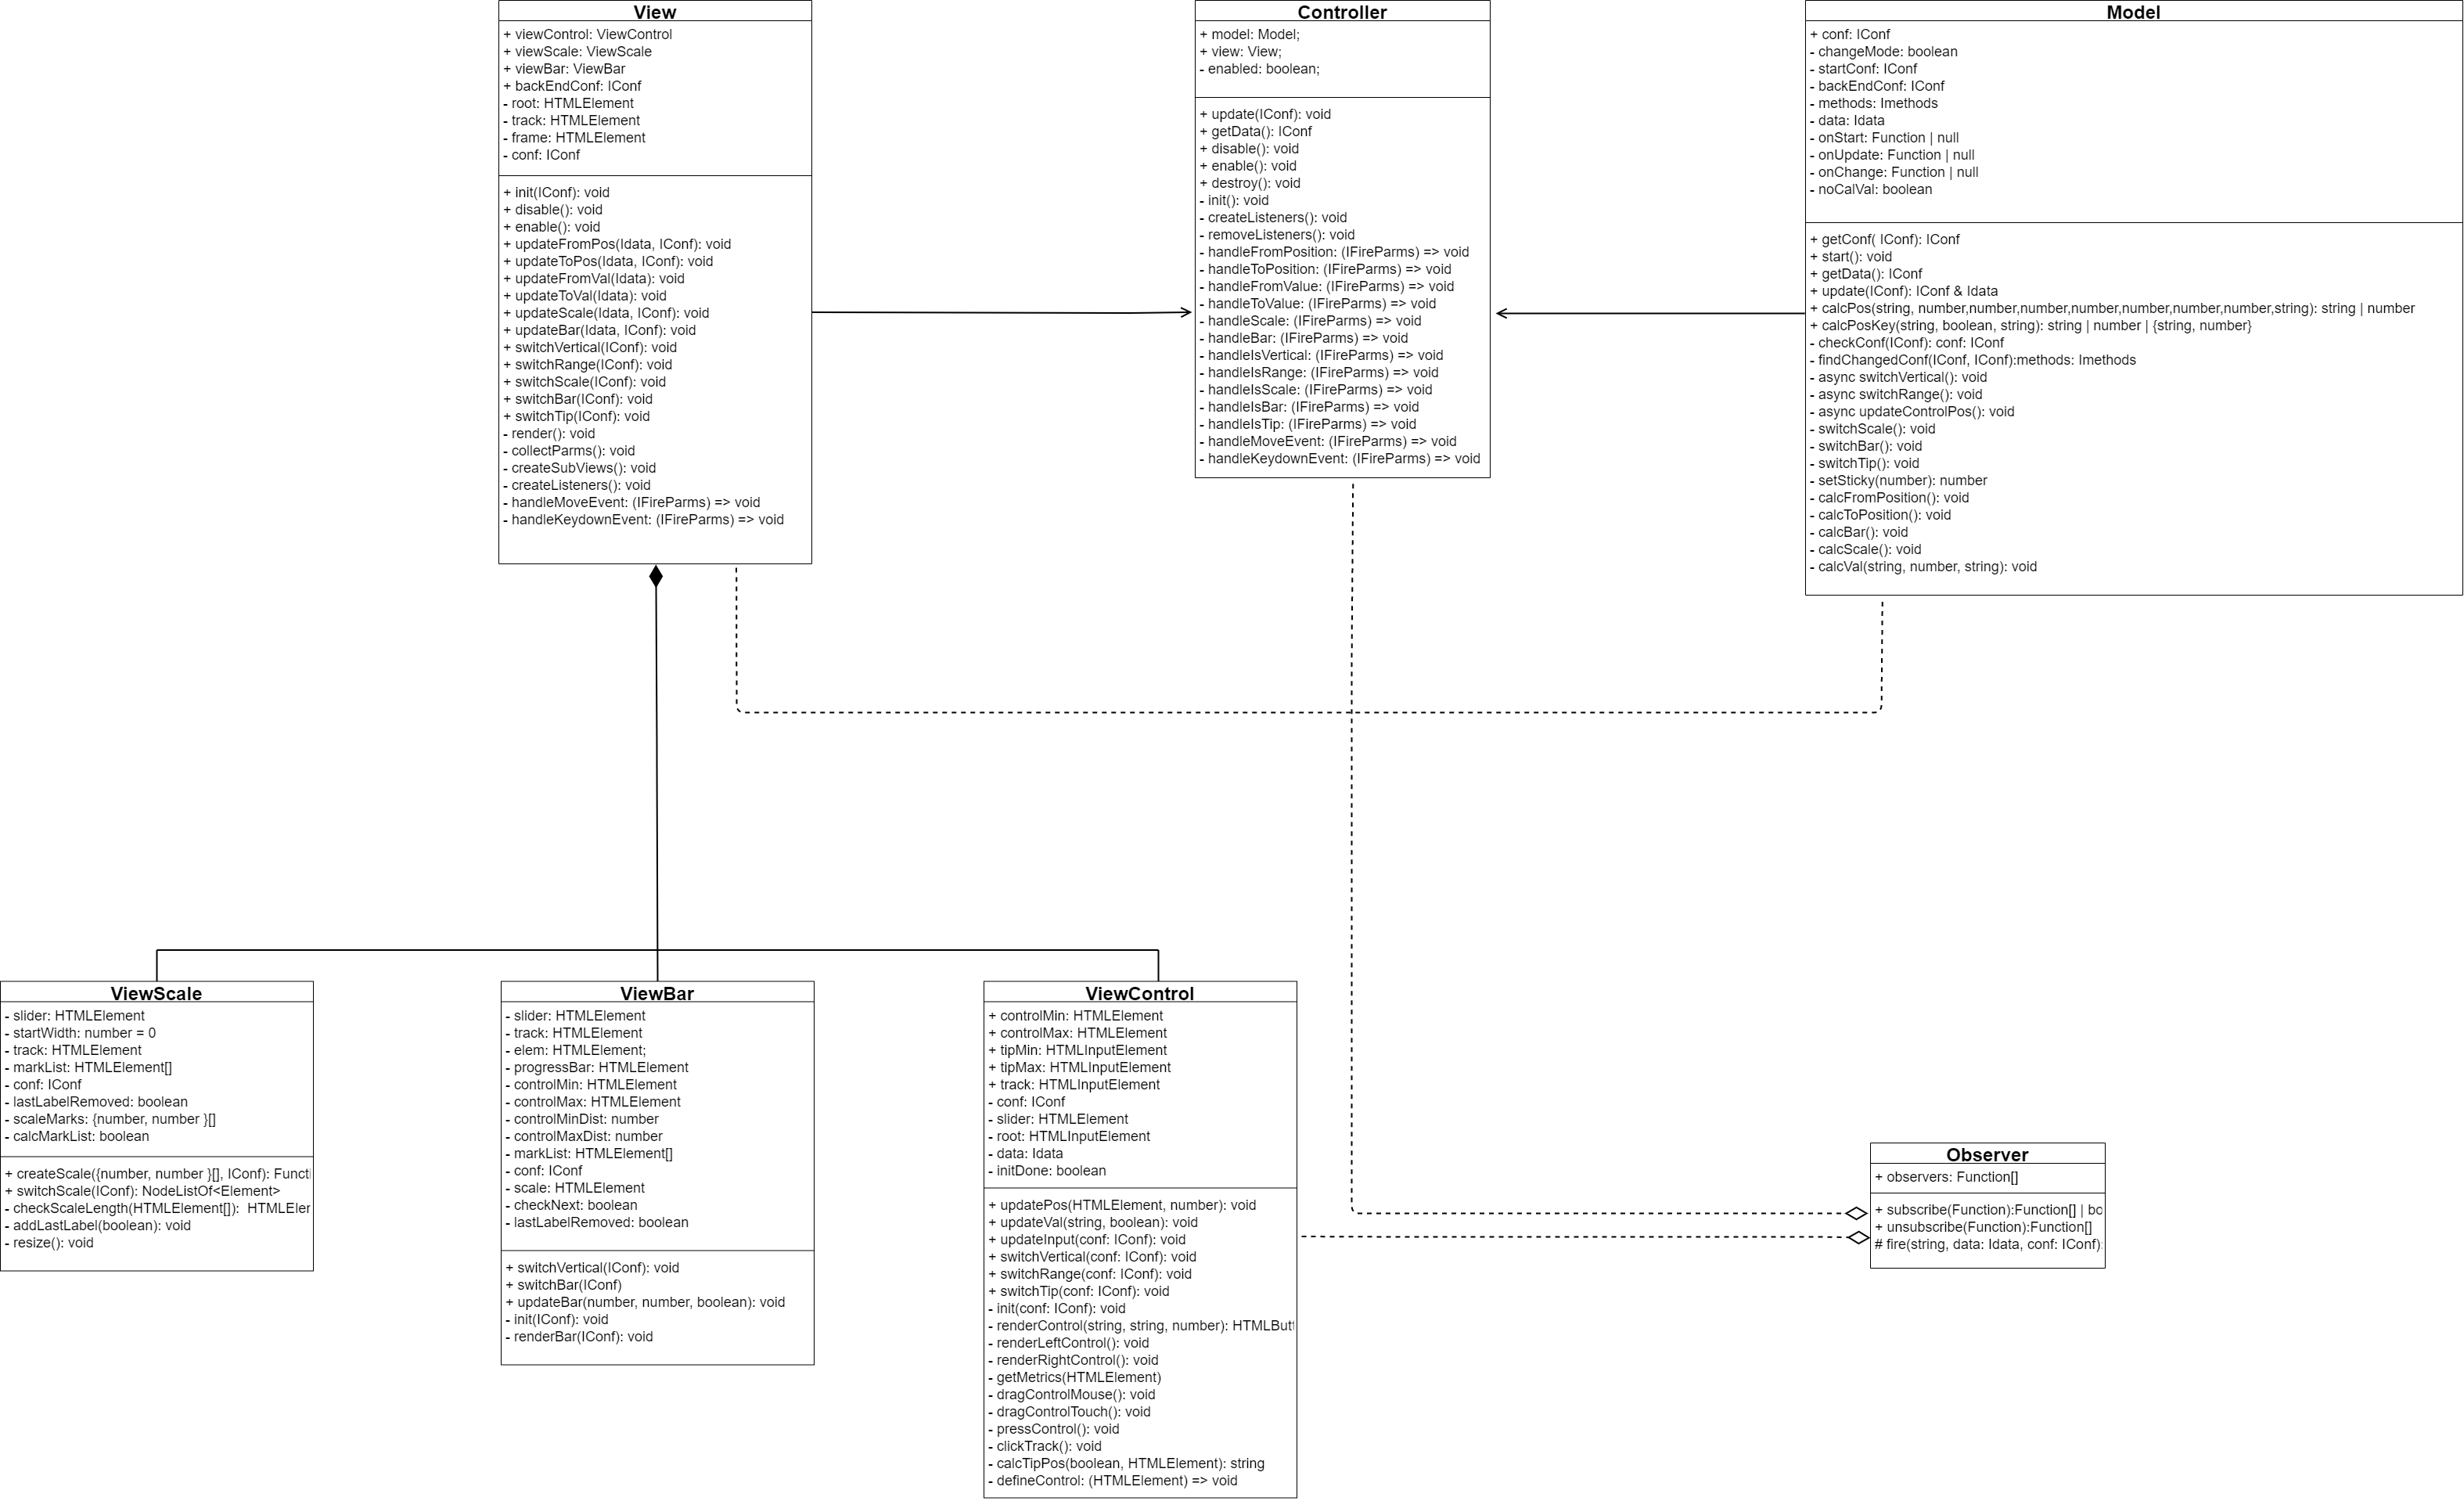 View
+ viewControl: ViewControl
+ viewScale: ViewScale
+ viewBar: ViewBar
+ backEndConf: IConf
- root: HTMLElement
- track: HTMLElement
- frame: HTMLElement
- conf: IConf
+ init(IConf): void
+ disable(): void
+ enable(): void
+ updateFromPos(Idata, IConf): void
+ updateToPos(Idata, IConf): void
+ updateFromVal(Idata): void
+ updateToVal(Idata): void
+ updateScale(Idata, IConf): void
+ updateBar(Idata, IConf): void
+ switchVertical(IConf): void
+ switchRange(IConf): void
+ switchScale(IConf): void
+ switchBar(IConf): void
+ switchTip(IConf): void
- render(): void
- collectParms(): void
- createSubViews(): void
- createListeners(): void
- handleMoveEvent: (IFireParms) => void
- handleKeydownEvent: (IFireParms) => void
Controller
+ model: Model;
+ view: View;
- enabled: boolean;
+ update(IConf): void
+ getData(): IConf
+ disable(): void
+ enable(): void
+ destroy(): void
- init(): void
- createListeners(): void
- removeListeners(): void
- handleFromPosition: (IFireParms) => void
- handleToPosition: (IFireParms) => void
- handleFromValue: (IFireParms) => void
- handleToValue: (IFireParms) => void
- handleScale: (IFireParms) => void
- handleBar: (IFireParms) => void
- handleIsVertical: (IFireParms) => void
- handleIsRange: (IFireParms) => void
- handleIsScale: (IFireParms) => void
- handleIsBar: (IFireParms) => void
- handleIsTip: (IFireParms) => void
- handleMoveEvent: (IFireParms) => void
- handleKeydownEvent: (IFireParms) => void
Model
+ conf: IConf
- changeMode: boolean
- startConf: IConf
- backEndConf: IConf
- methods: Imethods
- data: Idata
- onStart: Function | null
- onUpdate: Function | null
- onChange: Function | null
- noCalVal: boolean
+ getConf( IConf): IConf
+ start(): void
+ getData(): IConf
+ update(IConf): IConf & Idata
+ calcPos(string, number,number,number,number,number,number,number,string): string | number
+ calcPosKey(string, boolean, string): string | number | {string, number}
- checkConf(IConf): conf: IConf
- findChangedConf(IConf, IConf):methods: Imethods
- async switchVertical(): void
- async switchRange(): void
- async updateControlPos(): void
- switchScale(): void
- switchBar(): void
- switchTip(): void
- setSticky(number): number
- calcFromPosition(): void
- calcToPosition(): void
- calcBar(): void
- calcScale(): void
- calcVal(string, number, string): void
ViewScale
- slider: HTMLElement
- startWidth: number = 0
- track: HTMLElement
- markList: HTMLElement[]
- conf: IConf
- lastLabelRemoved: boolean
- scaleMarks: {number, number }[]
- calcMarkList: boolean
+ createScale({number, number }[], IConf): Functi
+ switchScale(IConf): NodeListOf<Element>
- checkScaleLength(HTMLElement[]):  HTMLEler
- addLastLabel(boolean): void
- resize(): void
ViewBar
- slider: HTMLElement
- track: HTMLElement
- elem: HTMLElement;
- progressBar: HTMLElement
- controlMin: HTMLElement
- controlMax: HTMLElement
- controlMinDist: number
- controlMaxDist: number
- markList: HTMLElement[]
- conf: IConf
- scale: HTMLElement
- checkNext: boolean
- lastLabelRemoved: boolean
+ switchVertical(IConf): void
+ switchBar(IConf)
+ updateBar(number, number, boolean): void
- init(IConf): void
- renderBar(IConf): void
ViewControl
+ controlMin: HTMLElement
+ controlMax: HTMLElement
+ tipMin: HTMLInputElement
+ tipMax: HTMLInputElement
+ track: HTMLInputElement
- conf: IConf
- slider: HTMLElement
- root: HTMLInputElement
- data: Idata
- initDone: boolean
+ updatePos(HTMLElement, number): void
+ updateVal(string, boolean): void
+ updateInput(conf: IConf): void
+ switchVertical(conf: IConf): void
+ switchRange(conf: IConf): void
+ switchTip(conf: IConf): void
- init(conf: IConf): void
- renderControl(string, string, number): HTMLButt
- renderLeftControl(): void
- renderRightControl(): void
- getMetrics(HTMLElement)
- dragControlMouse(): void
- dragControlTouch(): void
- pressControl(): void
- clickTrack(): void
- calcTipPos(boolean, HTMLElement): string
- defineControl: (HTMLElement) => void
Observer
+ observers: Function[]
+ subscribe(Function):Function[] | bo
+ unsubscribe(Function):Function[]
# fire(string, data: Idata, conf: IConf):